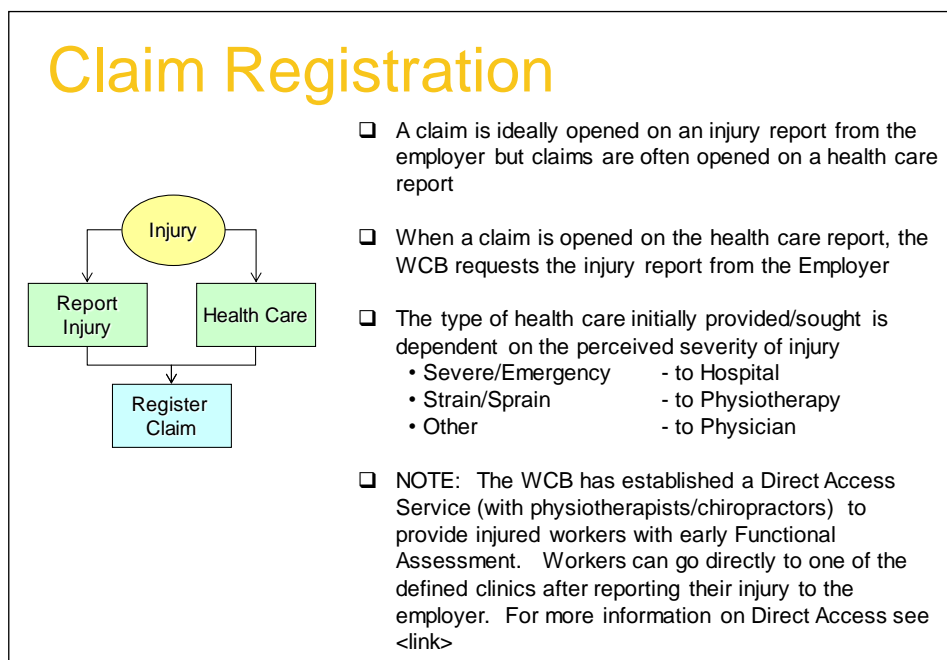 Claim Registration
Injury
Report
Injury
Health Care
Register
Claim
❑ A claim is ideally opened on an injury report from the
employer but claims are often opened on a health care
report
❑ When a claim is opened on the health care report, the
WCB requests the injury report from the Employer
❑ The type of health care initially provided/sought is
dependent on the perceived severity of injury
• Severe/Emergency - to Hospital
• Strain/Sprain - to Physiotherapy
• Other - to Physician
❑ NOTE: The WCB has established a Direct Access
Service (with physiotherapists/chiropractors) to
provide injured workers with early Functional
Assessment. Workers can go directly to one of the
defined clinics after reporting their injury to the
employer. For more information on Direct Access see
<link>